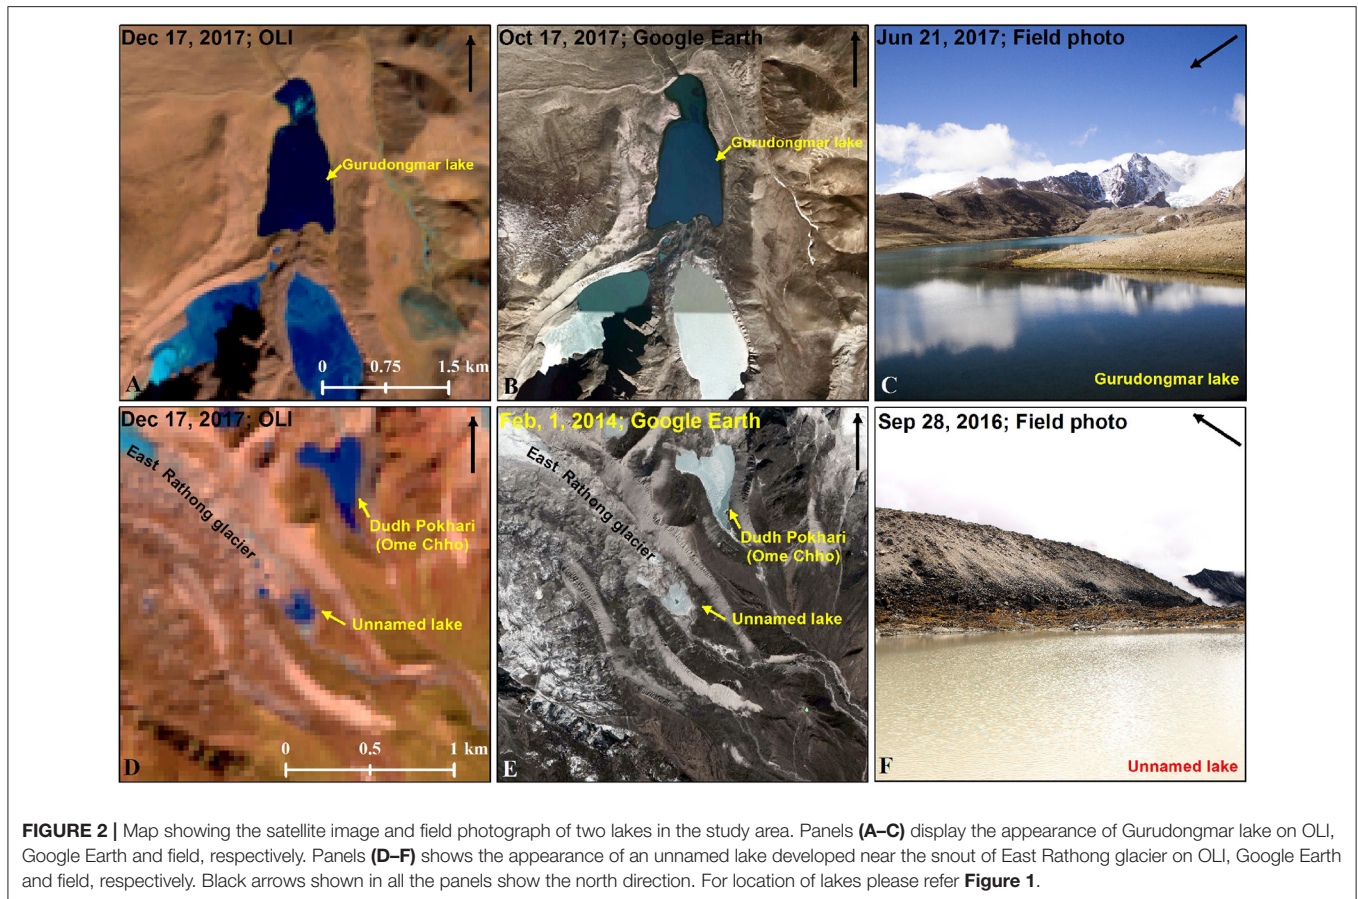 Dec 17, 2017; OLI
Gurudongmar lake
0 0.75 1.5 km
A
Oct 17, 2017; Google Earth
Gurudongmar lake
B
Jun 21, 2017; Field photo
C
Gurudongmar lake
Dec 17, 2017; OLI
East Rathong glacier
Dudh Pokhari
(Ome Chho)
Unnamed lake
0 0.5 1 km
D
Feb, 1, 2014; Google Earth
East Rathong glacier
Dudh Pokhari
(Ome Chho)
Unnamed lake
E
Sep 28, 2016; Field photo
F
Unnamed lake
FIGURE 2 | Map showing the satellite image and field photograph of two lakes in the study area. Panels (A–C) display the appearance of Gurudongmar lake on OLI,
Google Earth and field, respectively. Panels (D–F) shows the appearance of an unnamed lake developed near the snout of East Rathong glacier on OLI, Google Earth
and field, respectively. Black arrows shown in all the panels show the north direction. For location of lakes please refer Figure 1.